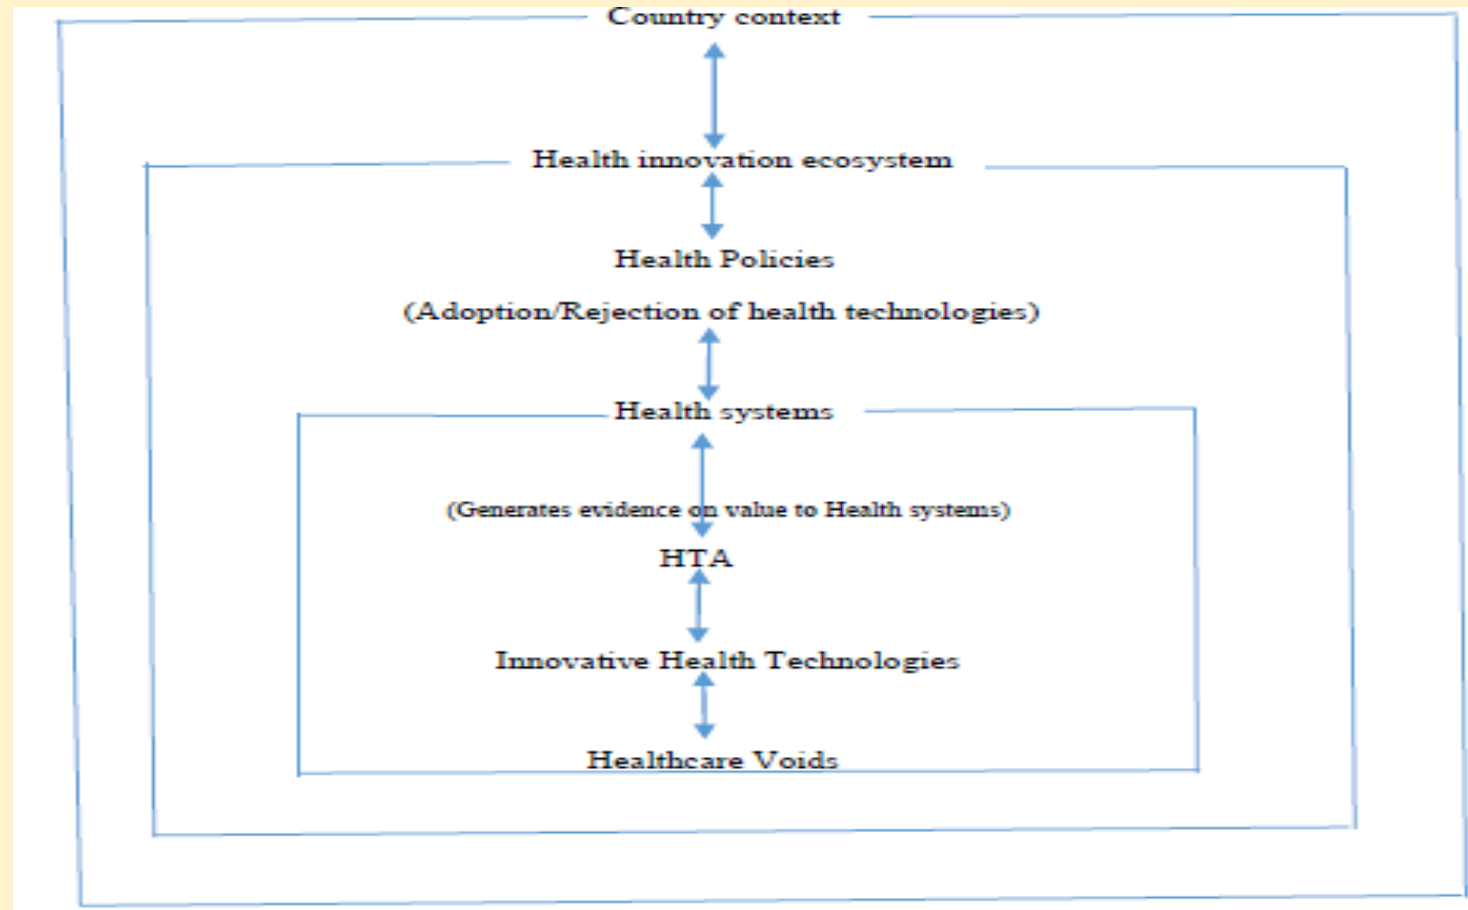 Country context
Health innovation ecosystem
Health Policies
(Adoption/Rejection of health technologies)
Health systems
(Generates evidence on value to Health systems)
HTA
Innovative Health Technologies
Healthcare Voids